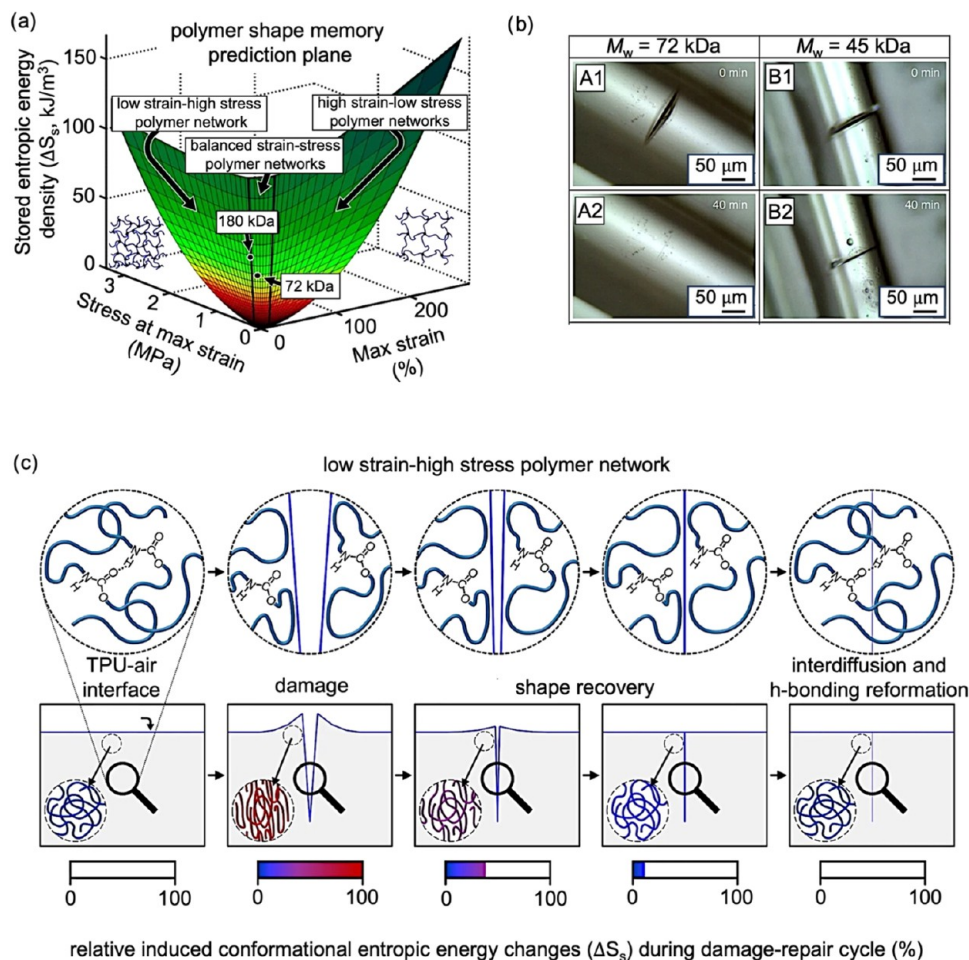 (a)
polymer shape memory
prediction plane
low strain-high stress
polymer network
high strain-low stress
polymer networks
balanced strain-stress
polymer networks
180 kDa
72 kDa
Stored entropic energy
density (ΔSₛ, kJ/m³)
150
100
50
0
3
2
1
0
Stress at max strain
(MPa)
0
100
200
Max strain
(%)
(b)
Mw = 72 kDa
Mw = 45 kDa
A1
0 min
50 μm
B1
0 min
50 μm
A2
40 min
50 μm
B2
40 min
50 μm
(c)
low strain-high stress polymer network
N
H
O
O
H
N
O
O
N
H
O
O
H
N
O
O
N
H
O
O
H
N
O
O
N
H
O
O
H
N
O
O
N
H
O
O
H
N
O
O
TPU-air
interface
damage
shape recovery
interdiffusion and
h-bonding reformation
0 100
0 100
0 100
0 100
0 100
relative induced conformational entropic energy changes (ΔSₛ) during damage-repair cycle (%)